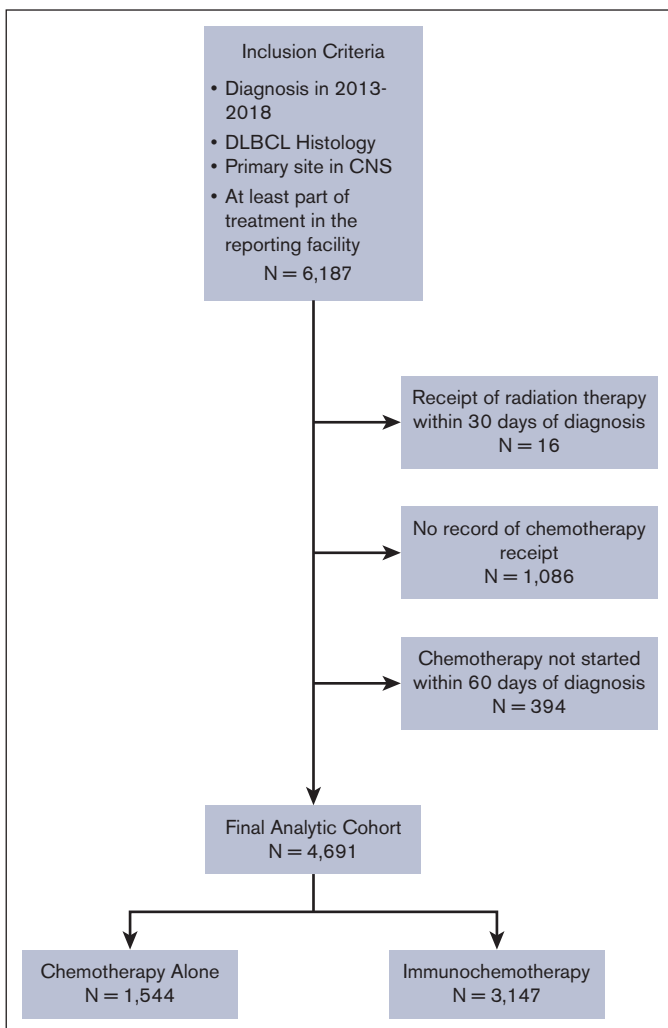 Inclusion Criteria
• Diagnosis in 2013-
2018
• DLBCL Histology
• Primary site in CNS
• At least part of
treatment in the
reporting facility
N = 6,187
Receipt of radiation therapy
within 30 days of diagnosis
N = 16
No record of chemotherapy
receipt
N = 1,086
Chemotherapy not started
within 60 days of diagnosis
N = 394
Final Analytic Cohort
N = 4,691
Chemotherapy Alone
N = 1,544
Immunochemotherapy
N = 3,147